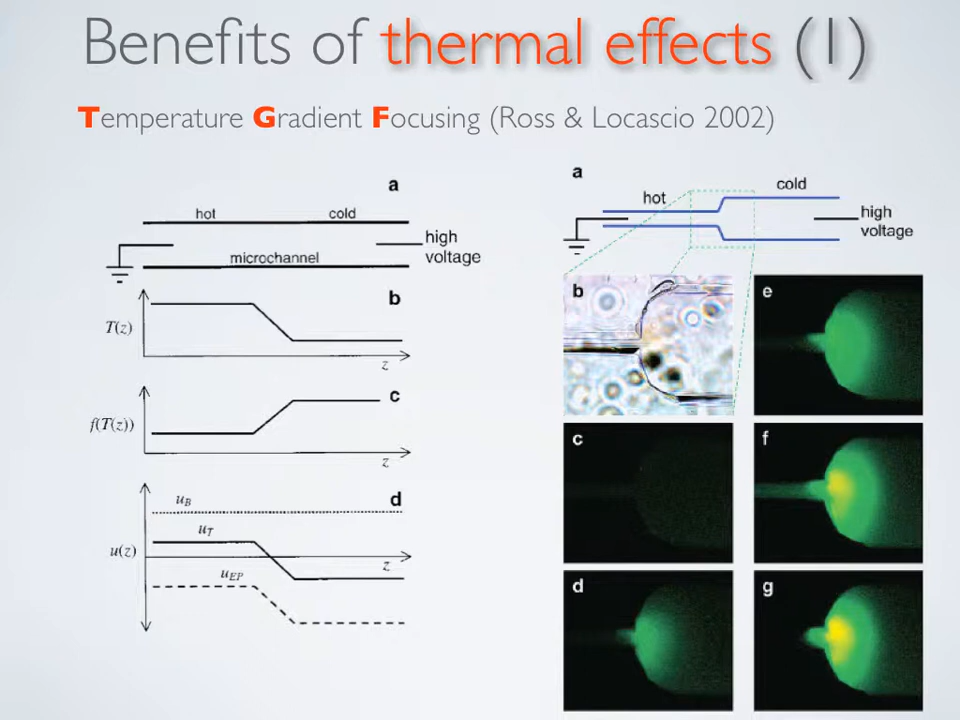 Benefits of thermal effects (1)
Temperature Gradient Focusing (Ross & Locascio 2002)
a
hot
cold
high
voltage
microchannel
b
T(z)
z
c
f(T(z))
z
d
u_B
u_T
u(z)
z
u_EP
a
cold
hot
high
voltage
b
e
c
f
d
g